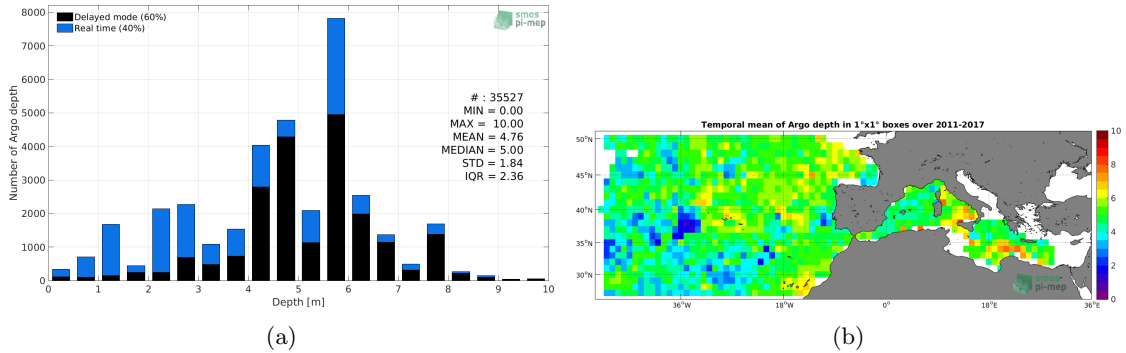 Delayed mode (60%)
Real time (40%)
smos
pi-mep
8000
7000
6000
5000
4000
3000
2000
1000
0
Number of Argo depth
# : 35527
MIN = 0.00
MAX = 10.00
MEAN = 4.76
MEDIAN = 5.00
STD = 1.84
IQR = 2.36
0 1 2 3 4 5 6 7 8 9 10
Depth [m]
(a)
Temporal mean of Argo depth in 1°x1° boxes over 2011-2017
50°N
45°N
40°N
35°N
30°N
36°W 18°W 0° 18°E 36°E
10
8
6
4
2
0
smos
pi-mep
(b)